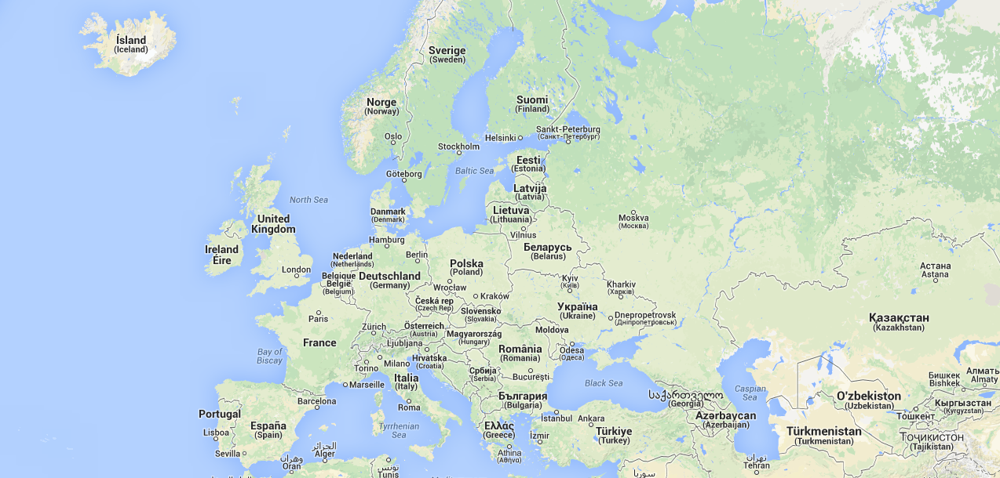 Ísland
(Iceland)
Sverige
(Sweden)
Norge
(Norway)
Suomi
(Finland)
Sankt-Peterburg
(Санкт-Петербург)
Oslo
Helsinki
Stockholm
Eesti
(Estonia)
Göteborg
Baltic Sea
Latvija
(Latvia)
North Sea
Danmark
(Denmark)
Lietuva
(Lithuania)
Moskva
(Москва)
United
Kingdom
Vilnius
Hamburg
Ireland
Éire
Беларусь
(Belarus)
Nederland
(Netherlands)
Berlin
Polska
(Poland)
London
Belgique
België
(Belgium)
Deutschland
(Germany)
Wrocław
Kyiv
(Київ)
Kharkiv
(Харків)
Астана
Astana
Kraków
Česká rep
(Czech Rep)
Україна
(Ukraine)
Slovensko
(Slovakia)
Paris
Dnepropetrovsk
(Дніпропетровськ)
Қазақстан
(Kazakhstan)
Zürich
Österreich
(Austria)
Magyarország
(Hungary)
Moldova
France
Ljubljana
România
(Romania)
Odesa
(Одеса)
Bay of
Biscay
Hrvatska
(Croatia)
Milano
Torino
Србија
(Serbia)
București
Italia
(Italy)
Marseille
Black Sea
Caspian
Sea
Бишкек
Bishkek
Алматы
Almaty
Barcelona
България
(Bulgaria)
საქართველო
(Georgia)
O'zbekiston
(Uzbekistan)
Кыргызстан
(Kyrgyzstan)
Roma
Portugal
İstanbul
Ankara
Azərbaycan
(Azerbaijan)
Тошкент
España
(Spain)
Tyrrhenian
Sea
Ελλάς
(Greece)
Türkiye
(Turkey)
Türkmenistan
(Turkmenistan)
Тоҷикистон
(Tajikistan)
Lisboa
İzmir
Sevilla
الجزائر
Alger
Athina
(Αθήνα)
وهران
Oran
تونس
Tunis
تهران
Tehran
سوريا